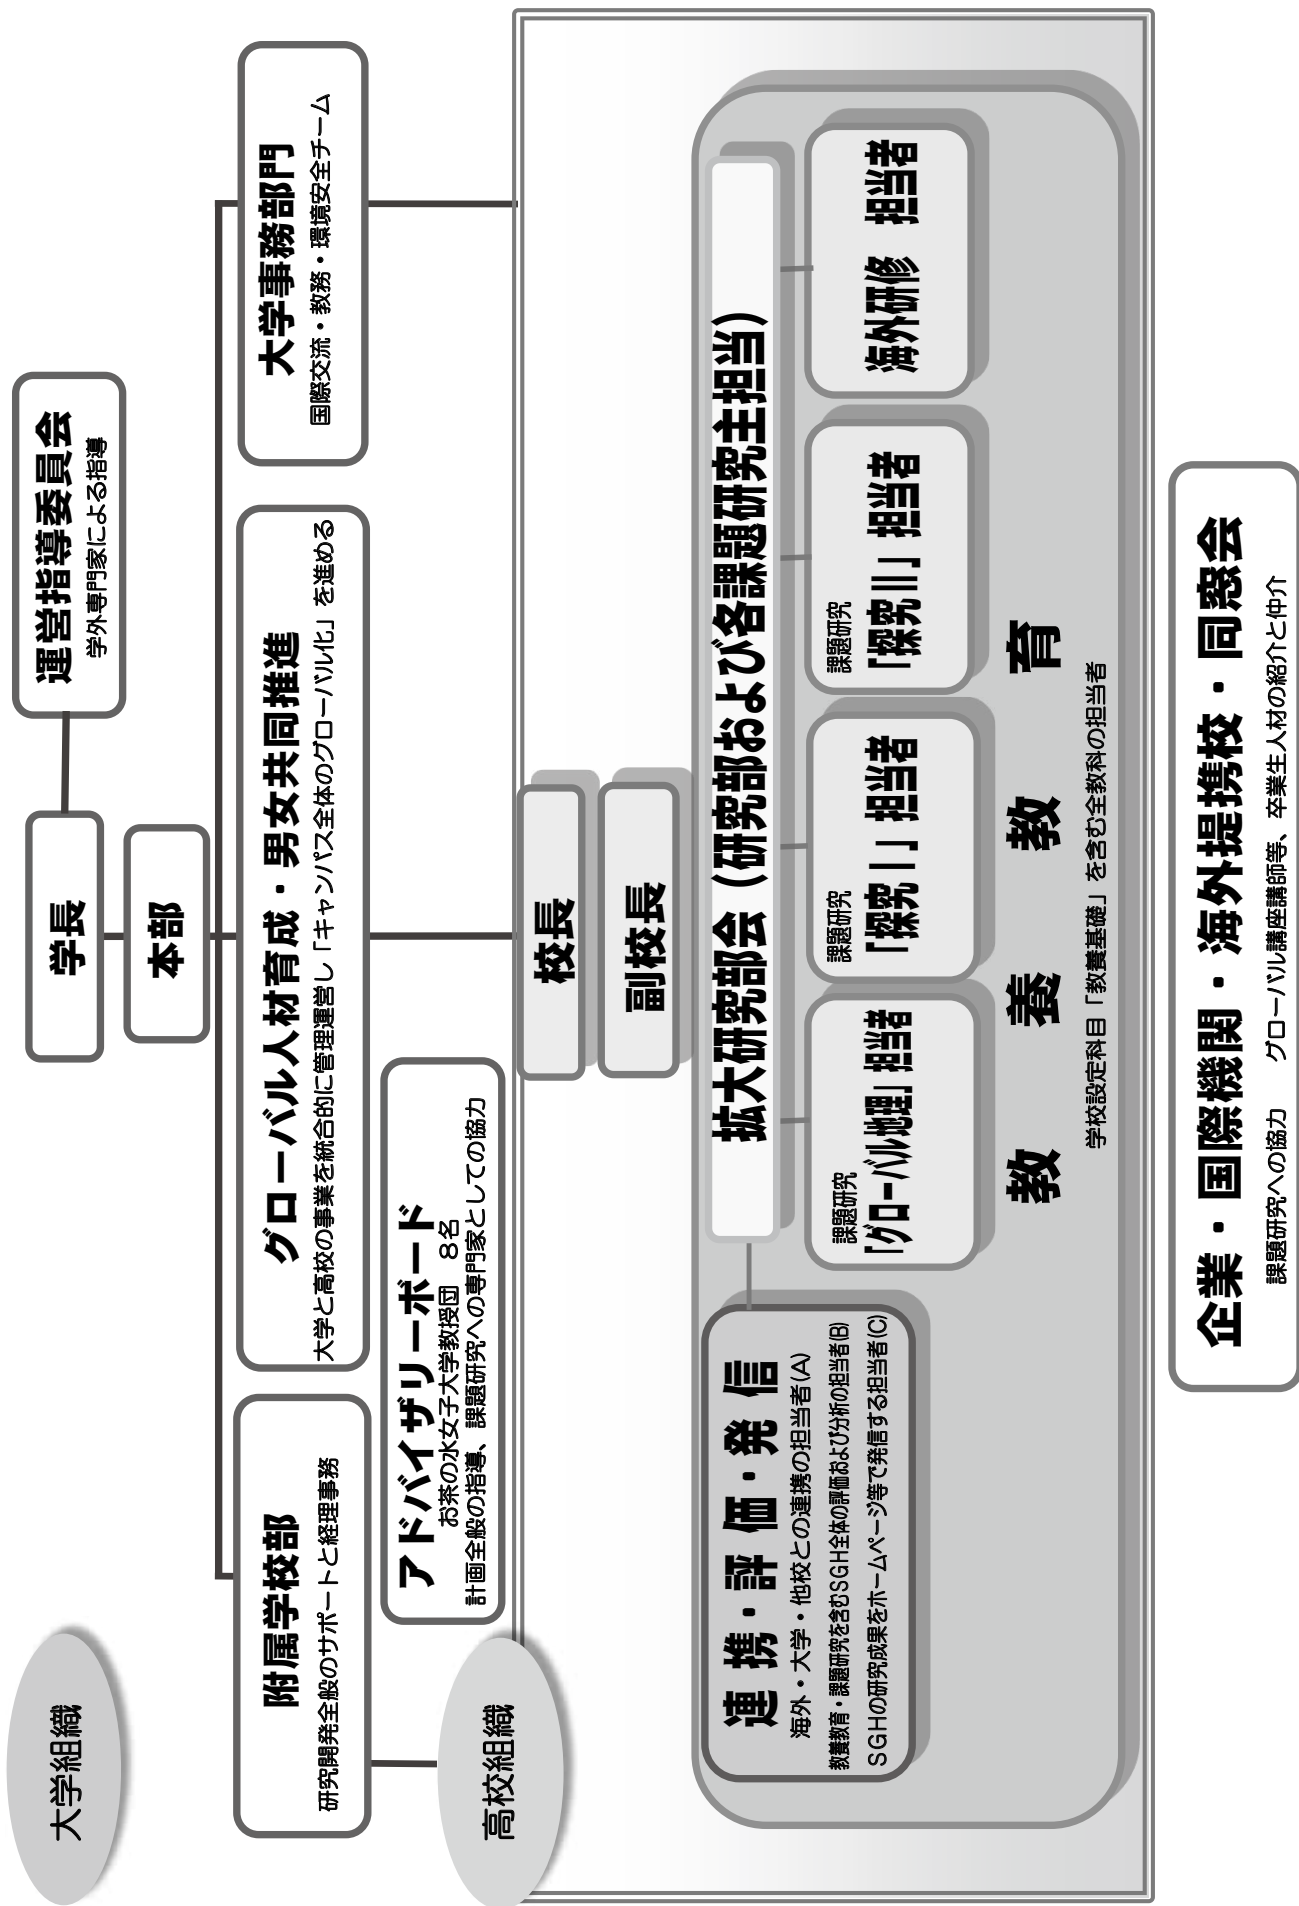 大学組織
学長
運営指導委員会
学外専門家による指導
本部
附属学校部
研究開発全般のサポートと経理事務
グローバル人材育成・男女共同推進
大学と高校の事業を統合的に管理運営し「キャンパス全体のグローバル化」を進める
大学事務部門
国際交流・教務・環境安全チーム
アドバイザリーボード
お茶の水女子大学教授団　8名
計画全般の指導、課題研究への専門家としての協力
高校組織
校長
副校長
拡大研究部会（研究部および各課題研究主担当）
連携・評価・発信
海外・大学・他校との連携の担当者(A)
教養教育・課題研究を含むSGH全体の評価および分析の担当者(B)
SGHの研究成果をホームページ等で発信する担当者(C)
課題研究
「グローバル地理」担当者
課題研究
「探究Ⅰ」担当者
課題研究
「探究Ⅱ」担当者
海外研修　担当者
教養教育
学校設定科目「教養基礎」を含む全教科の担当者
企業・国際機関・海外提携校・同窓会
課題研究への協力　グローバル講座講師等、卒業生人材の紹介と仲介